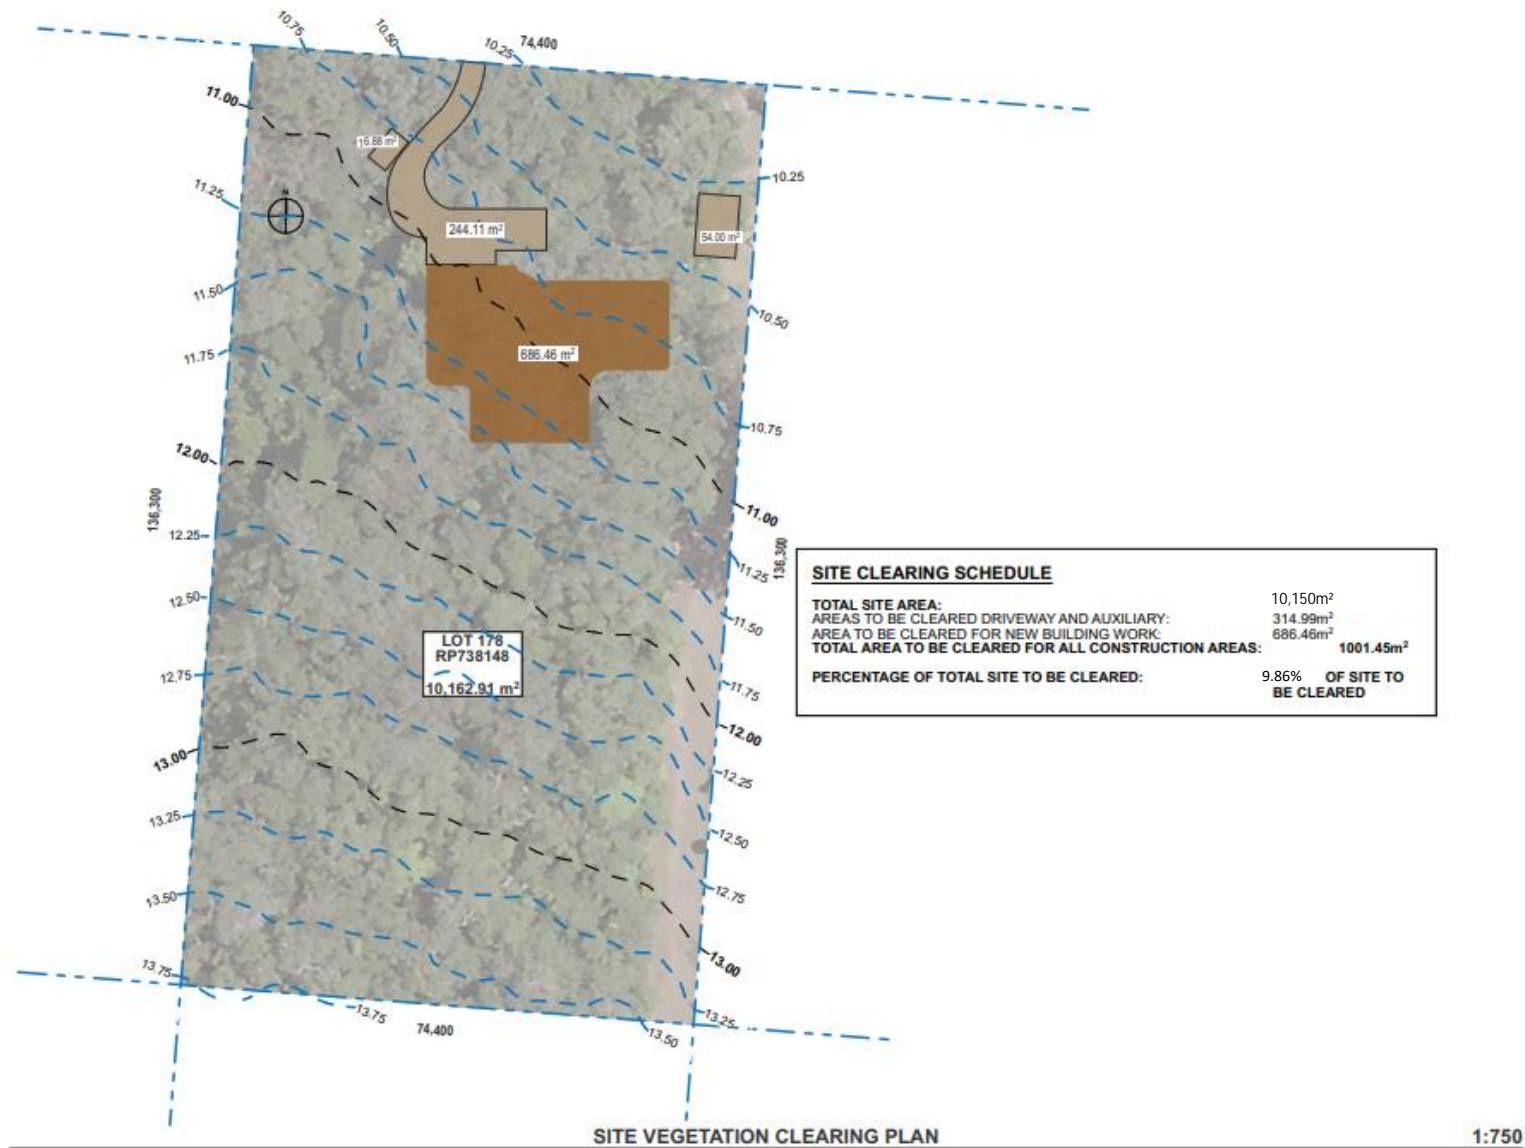 10.75
10.50
10.25
74,400
11.00
16.88 m²
10.25
11.25
N
244.11 m²
54.00 m²
11.50
10.50
11.75
686.46 m²
10.75
12.00
136,300
11.00
12.25
136,300
11.25
SITE CLEARING SCHEDULE
TOTAL SITE AREA: 10,150m²
AREAS TO BE CLEARED DRIVEWAY AND AUXILIARY: 314.99m²
AREA TO BE CLEARED FOR NEW BUILDING WORK: 686.46m²
TOTAL AREA TO BE CLEARED FOR ALL CONSTRUCTION AREAS: 1001.45m²
PERCENTAGE OF TOTAL SITE TO BE CLEARED: 9.86% OF SITE TO
BE CLEARED
12.50
11.50
LOT 178
RP738148
10,162.91 m²
12.75
11.75
12.00
13.00
12.25
13.25
12.50
12.75
13.50
13.00
13.75
13.75
13.25
74,400
13.50
SITE VEGETATION CLEARING PLAN
1:750